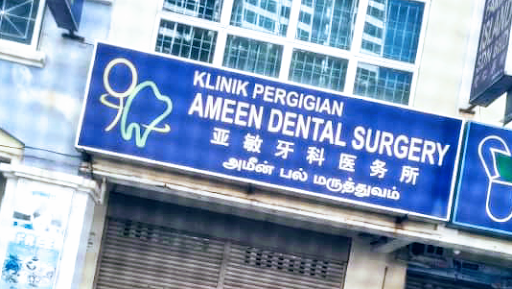 KLINIK PERGIGIAN
AMEEN DENTAL SURGERY
亚敏牙科医务所
அமீன் பல் மருத்துவம்